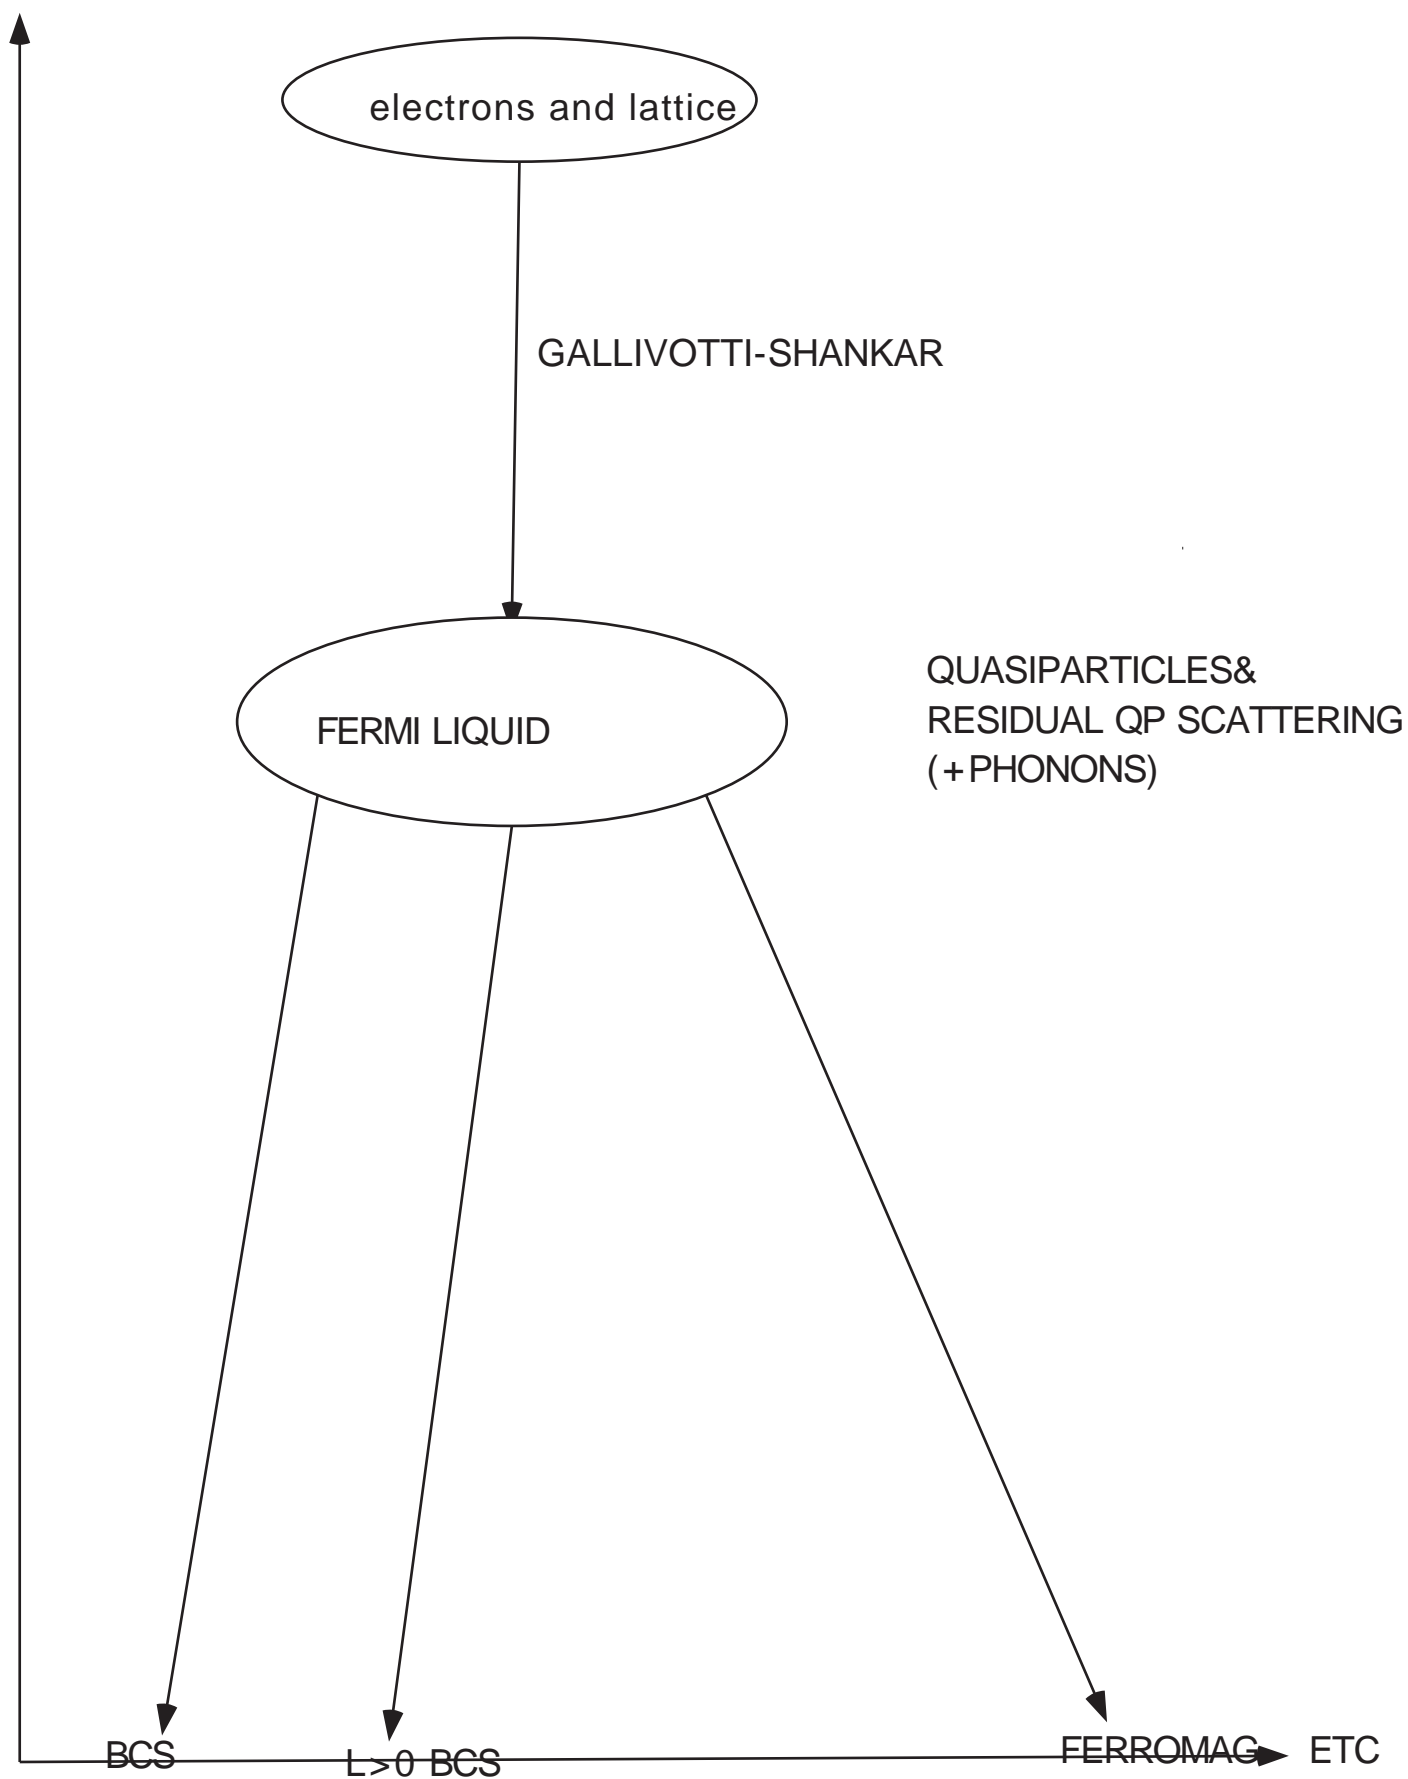 electrons and lattice
GALLIVOTTI-SHANKAR
QUASIPARTICLES&
RESIDUAL QP SCATTERING
(+PHONONS)
FERMI LIQUID
BCS
L>0 BCS
FERROMAG
ETC